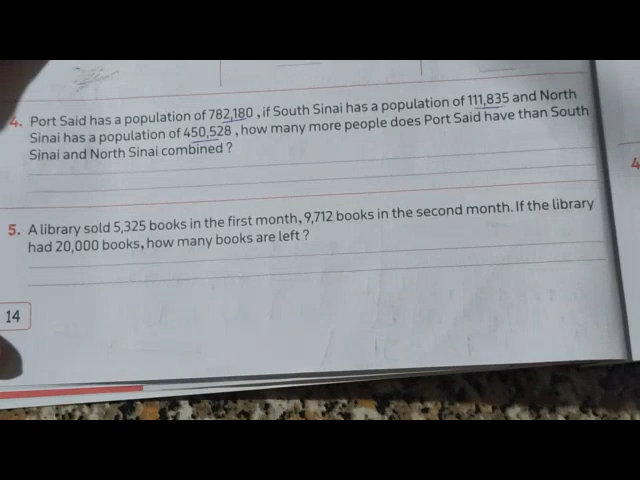 4. Port Said has a population of 782,180 , if South Sinai has a population of 111,835 and North
Sinai has a population of 450,528 , how many more people does Port Said have than South
Sinai and North Sinai combined ?
5. A library sold 5,325 books in the first month, 9,712 books in the second month. If the library
had 20,000 books, how many books are left ?
14
4